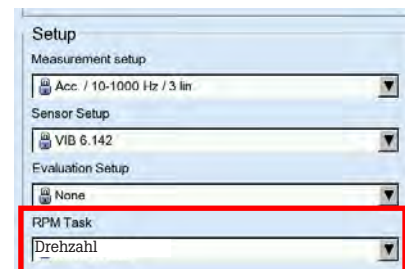 Setup
Measurement setup
Acc. / 10-1000 Hz / 3 lin
Sensor Setup
VIB 6.142
Evaluation Setup
None
RPM Task
Drehzahl